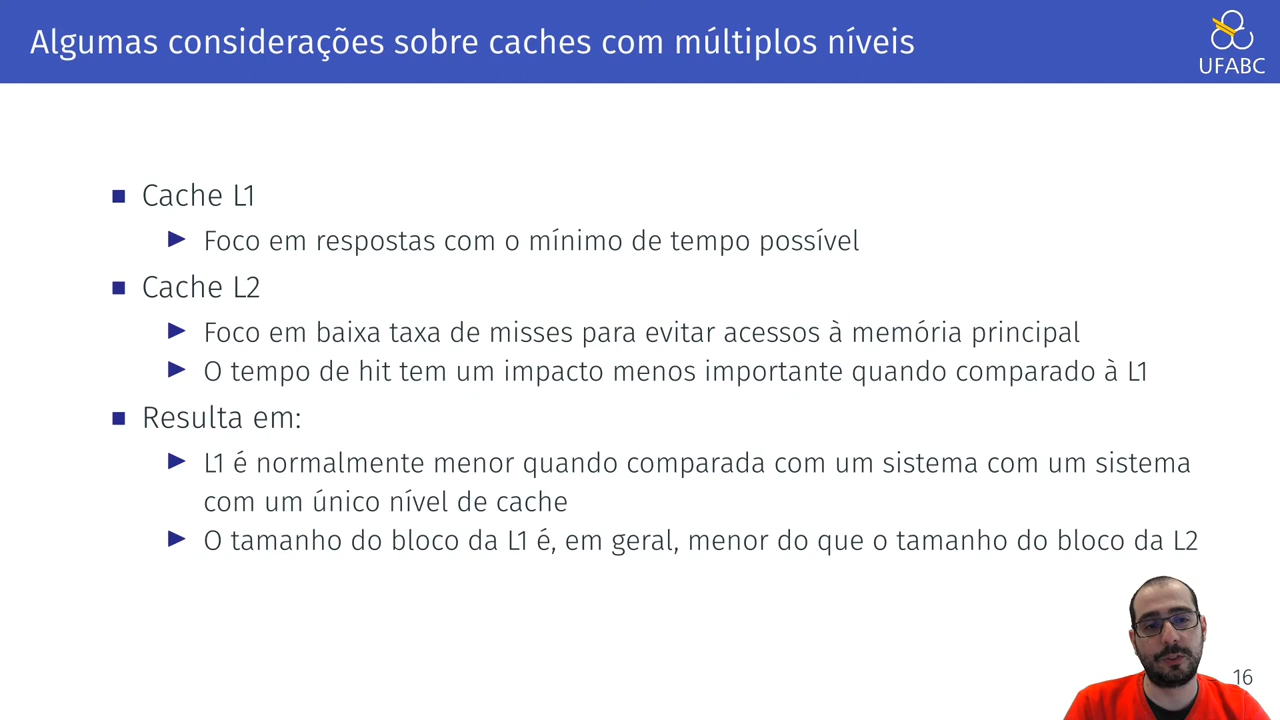 Algumas considerações sobre caches com múltiplos níveis
UFABC
Cache L1
Foco em respostas com o mínimo de tempo possível
Cache L2
Foco em baixa taxa de misses para evitar acessos à memória principal
O tempo de hit tem um impacto menos importante quando comparado à L1
Resulta em:
L1 é normalmente menor quando comparada com um sistema com um sistema
com um único nível de cache
O tamanho do bloco da L1 é, em geral, menor do que o tamanho do bloco da L2
16